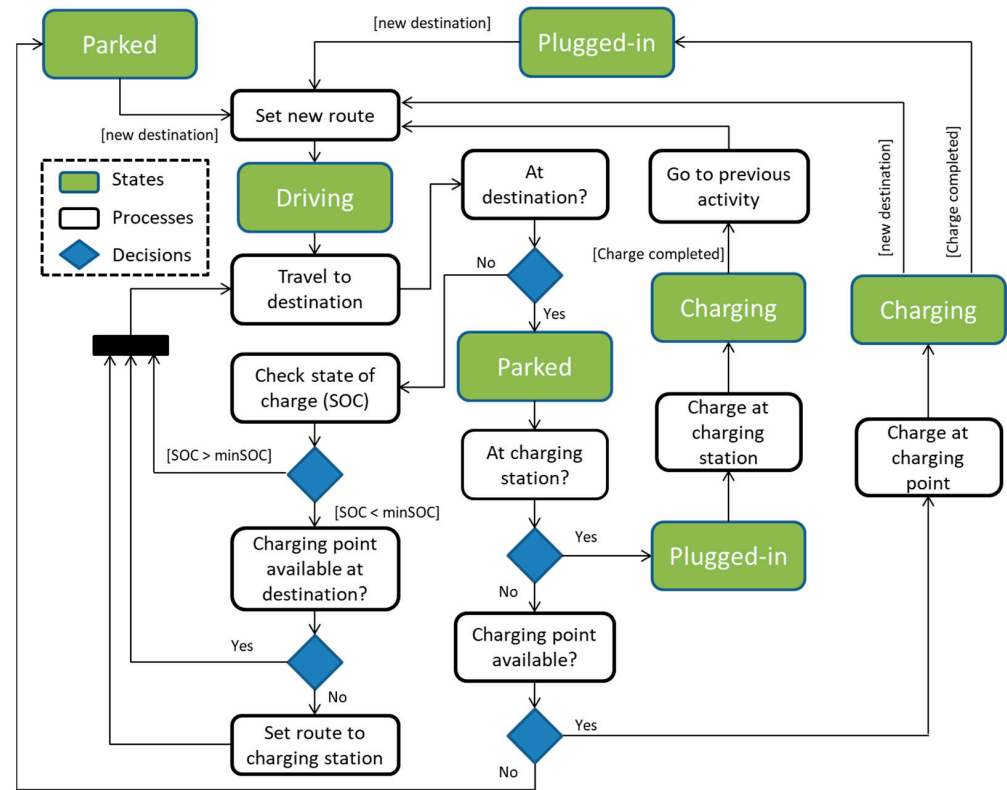 Parked
[new destination]
Plugged-in
Set new route
[new destination]
States
Processes
Decisions
Driving
At
destination?
Go to previous
activity
[new destination]
[Charge completed]
Travel to
destination
No
Yes
[Charge completed]
Charging
Charging
Check state of
charge (SOC)
Parked
[SOC > minSOC]
[SOC < minSOC]
At charging
station?
Charge at
charging
station
Charge at
charging
point
Charging point
available at
destination?
Yes
No
Plugged-in
Yes
No
Charging point
available?
Set route to
charging station
Yes
No